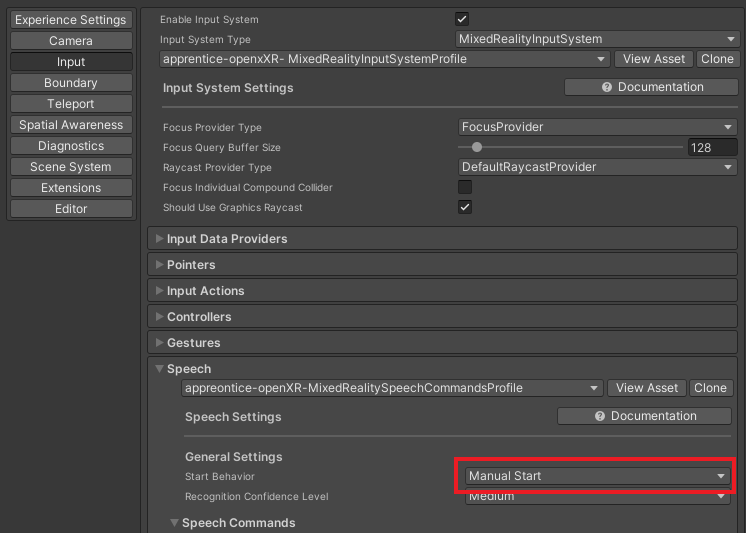 Experience Settings
Camera
Input
Boundary
Teleport
Spatial Awareness
Diagnostics
Scene System
Extensions
Editor
Enable Input System
Input System Type MixedRealityInputSystem
apprentice-openxXR- MixedRealityInputSystemProfile View Asset Clone
Input System Settings Documentation
Focus Provider Type FocusProvider
Focus Query Buffer Size 128
Raycast Provider Type DefaultRaycastProvider
Focus Individual Compound Collider
Should Use Graphics Raycast
Input Data Providers
Pointers
Input Actions
Controllers
Gestures
Speech
appreontice-openXR-MixedRealitySpeechCommandsProfile View Asset Clone
Speech Settings Documentation
General Settings
Start Behavior Manual Start
Recognition Confidence Level Medium
Speech Commands